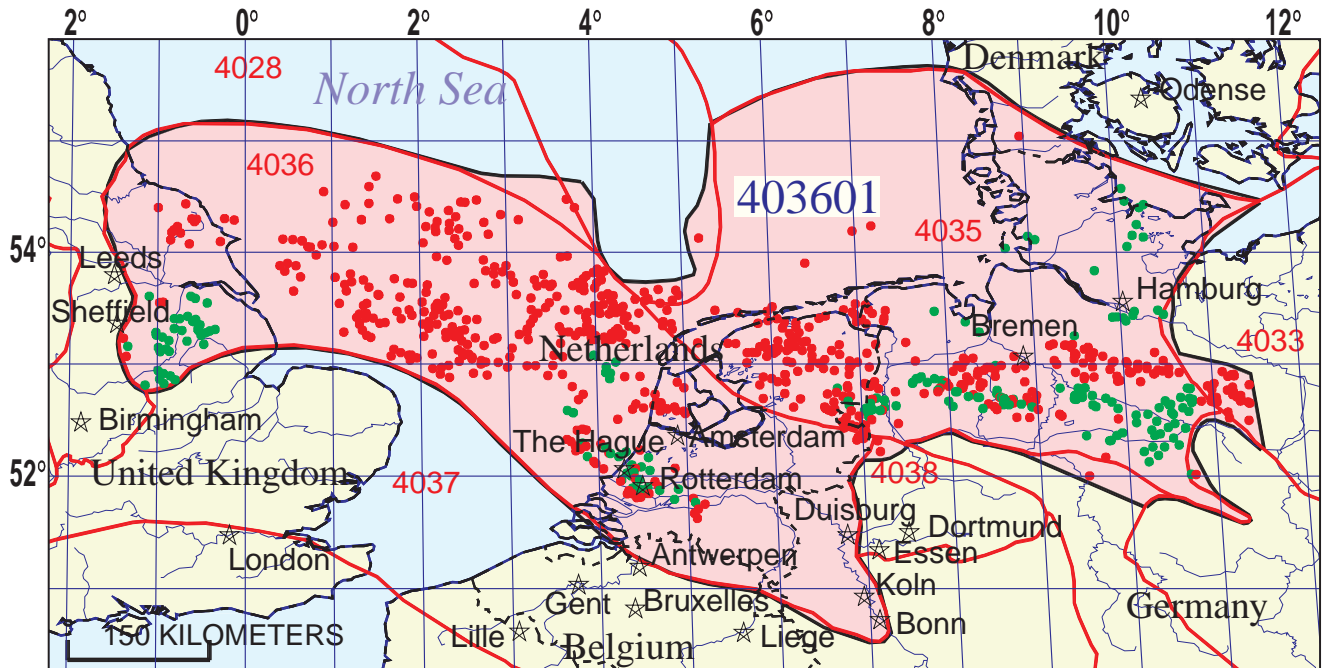 2° 0° 2° 4° 6° 8° 10° 12°
4028
North Sea
Denmark
Odense
4036
403601
4035
54°
Leeds
Hamburg
Sheffield
Bremen
4033
Netherlands
Birmingham
The Hague
Amsterdam
United Kingdom
52°
4037
Rotterdam
4038
Duisburg
Dortmund
London
Antwerpen
Essen
Koln
Gent
Bruxelles
Germany
150 KILOMETERS
Lille
Belgium
Liege
Bonn